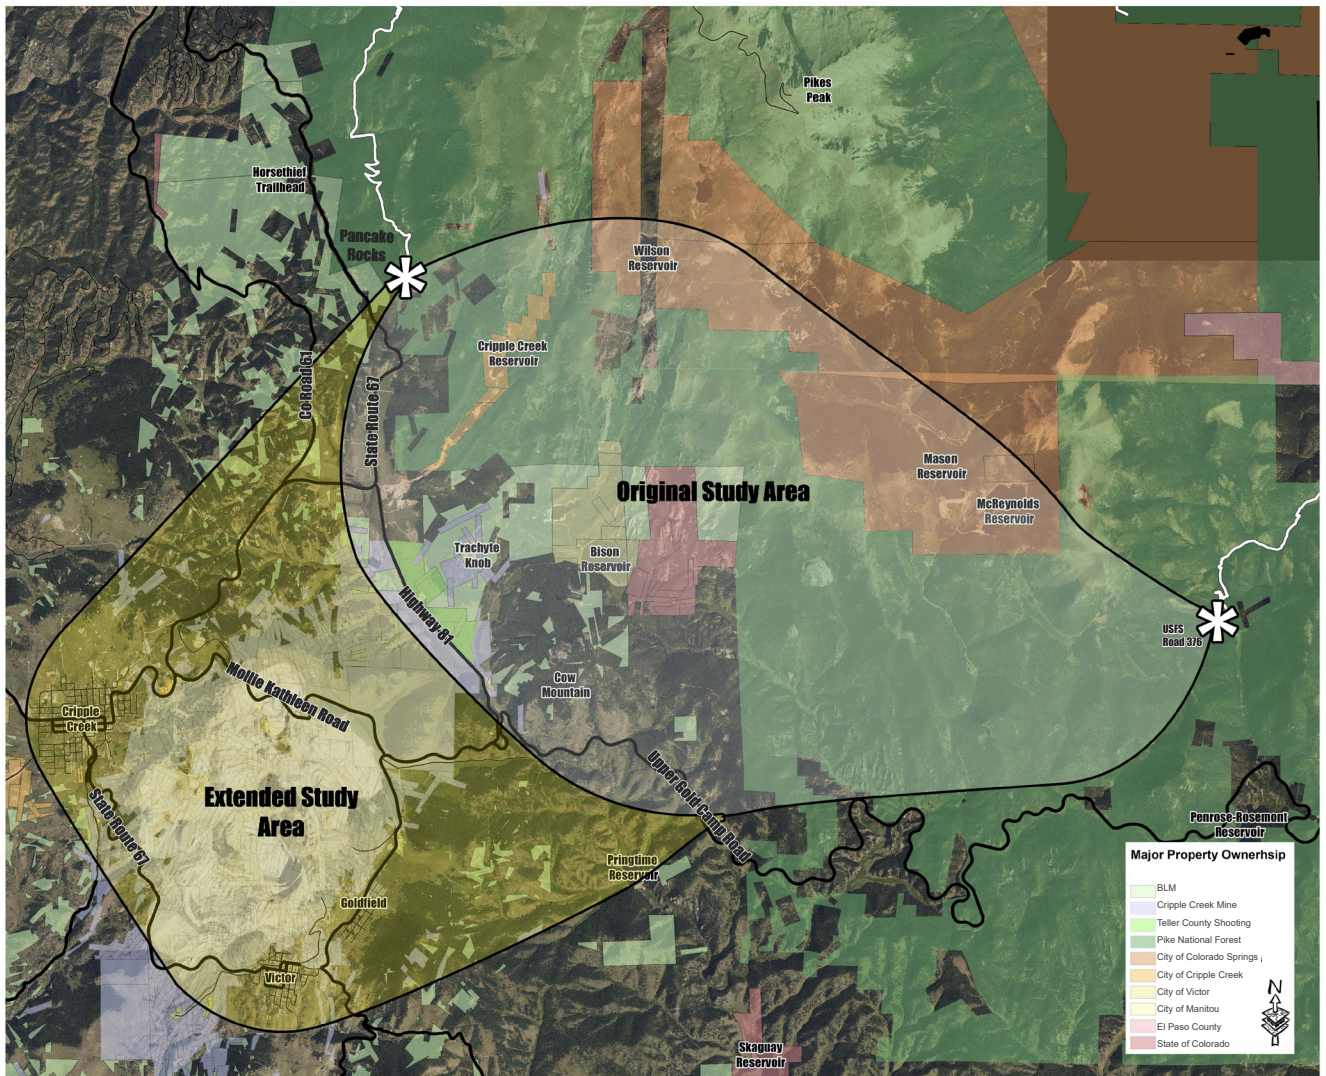 Pikes
Peak
Horsethief
Trailhead
Pancake
Rocks
Wilson
Reservoir
Cripple Creek
Reservoir
Co Road 61
State Route 67
Mason
Reservoir
Original Study Area
McReynolds
Reservoir
Trachyte
Knob
Bison
Reservoir
Highway 81
USFS
Road 376
Cow
Mountain
Mollie Kathleen Road
Cripple
Creek
Upper Gold Camp Road
Extended Study
Area
State Route 67
Penrose-Rosemont
Reservoir
Pringtime
Reservoir
Goldfield
Victor
Skaguay
Reservoir
Major Property Ownerhsip
BLM
Cripple Creek Mine
Teller County Shooting
Pike National Forest
City of Colorado Springs ;
City of Cripple Creek
City of Victor
City of Manitou
El Paso County
State of Colorado
N